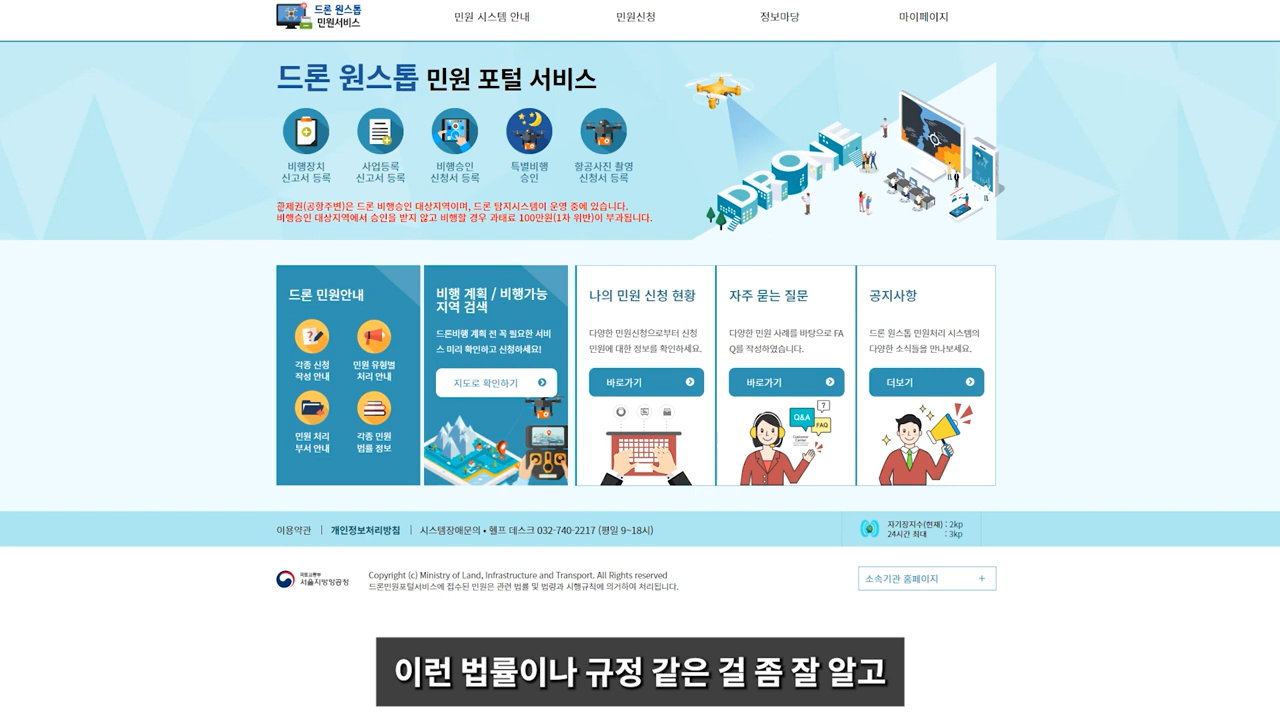 드론 원스톱
민원서비스
민원 시스템 안내
민원신청
정보마당
마이페이지
드론 원스톱 민원 포털 서비스
비행장치
신고서 등록
사업등록
신고서 등록
비행승인
신청서 등록
특별비행
승인
항공사진 촬영
신청서 등록
관제권(공항주변)은 드론 비행승인 대상지역이며, 드론 탐지시스템이 운영 중에 있습니다.
비행승인 대상지역에서 승인을 받지 않고 비행할 경우 과태료 100만원(1차 위반)이 부과됩니다.
DRONE
드론 민원안내
각종 신청
작성 안내
민원 유형별
처리 안내
민원 처리
부서 안내
각종 민원
법률 정보
비행 계획 / 비행가능
지역 검색
드론비행 계획 전 꼭 필요한 서비
스 미리 확인하고 신청하세요!
지도로 확인하기
나의 민원 신청 현황
다양한 민원신청으로부터 신청
민원에 대한 정보를 확인하세요.
바로가기
자주 묻는 질문
다양한 민원 사례를 바탕으로 FA
Q를 작성하였습니다.
바로가기
?
Q&A
FAQ
Customer
Center
공지사항
드론 원스톱 민원처리 시스템의
다양한 소식들을 만나보세요.
더보기
이용약관 | 개인정보처리방침 | 시스템장애문의 • 헬프 데스크 032-740-2217 (평일 9~18시)
자기장지수(현재) : 2kp
24시간 최대 : 3kp
국토교통부
서울지방항공청
Copyright (c) Ministry of Land, Infrastructure and Transport. All Rights reserved
드론민원포털서비스에 접수된 민원은 관련 법률 및 법령과 시행규칙에 의거하여 처리됩니다.
소속기관 홈페이지 +
이런 법률이나 규정 같은 걸 좀 잘 알고